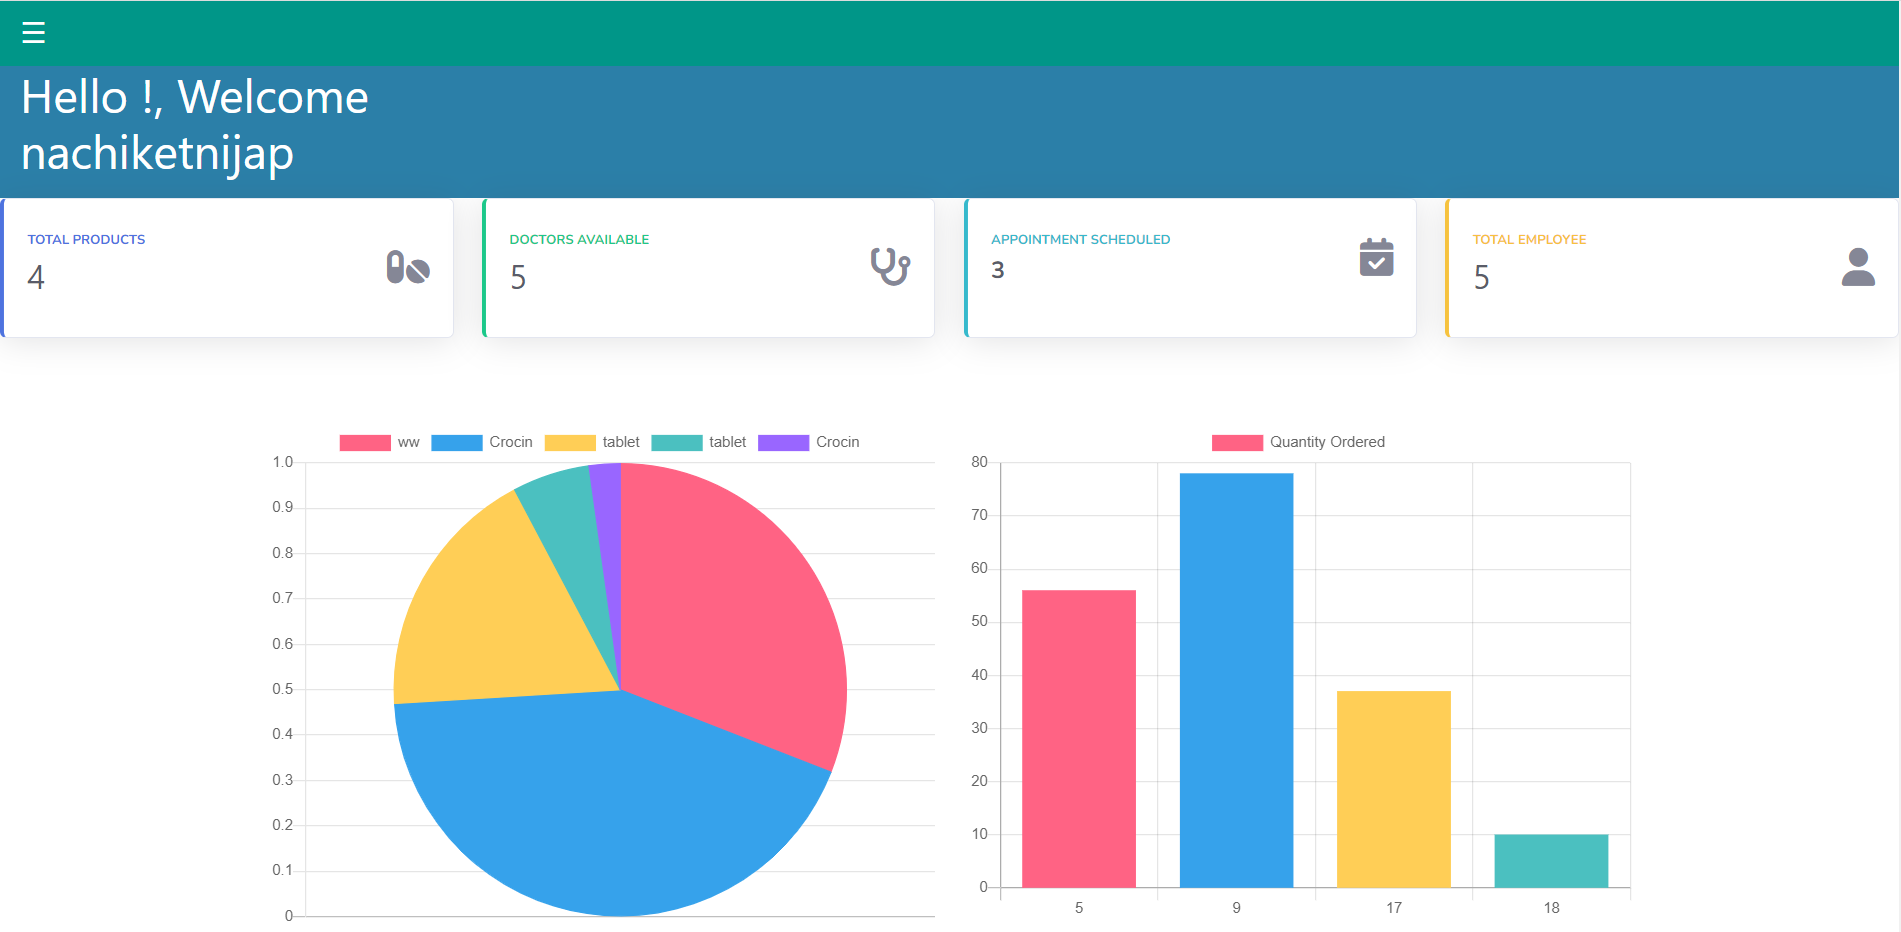 ☰
Hello !, Welcome
nachiketnijap
TOTAL PRODUCTS
4
DOCTORS AVAILABLE
5
APPOINTMENT SCHEDULED
3
TOTAL EMPLOYEE
5
ww Crocin tablet tablet Crocin
1.0
0.9
0.8
0.7
0.6
0.5
0.4
0.3
0.2
0.1
0
Quantity Ordered
80
70
60
50
40
30
20
10
0
5 9 17 18